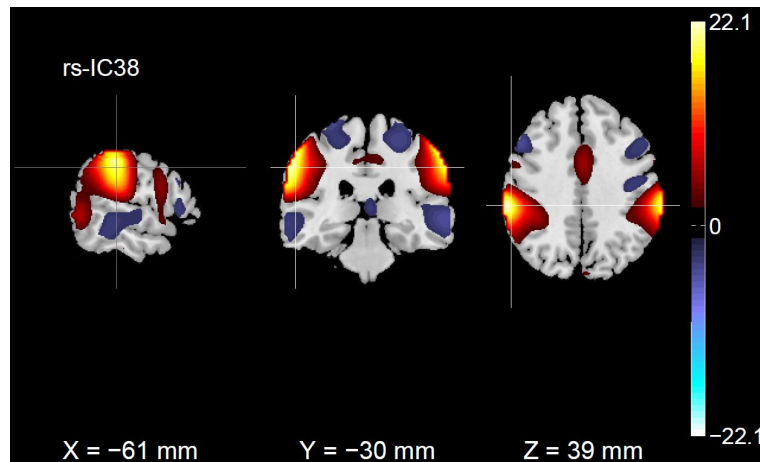 rs-IC38
22.1
0
−22.1
X = −61 mm
Y = −30 mm
Z = 39 mm